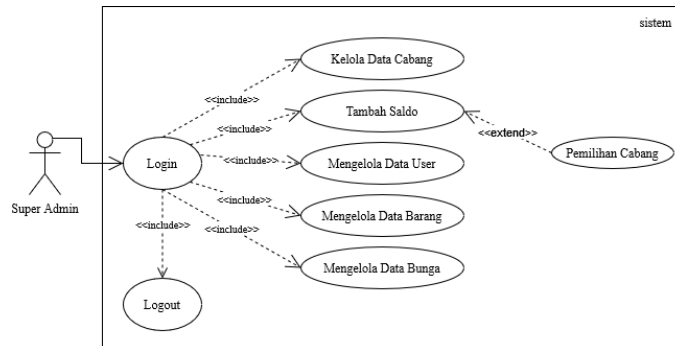 sistem
Kelola Data Cabang
<<include>>
Tambah Saldo
<<include>>
<<extend>>
Pemilihan Cabang
Login
<<include>>
Mengelola Data User
Super Admin
<<include>>
Mengelola Data Barang
<<include>>
<<include>>
Mengelola Data Bunga
Logout